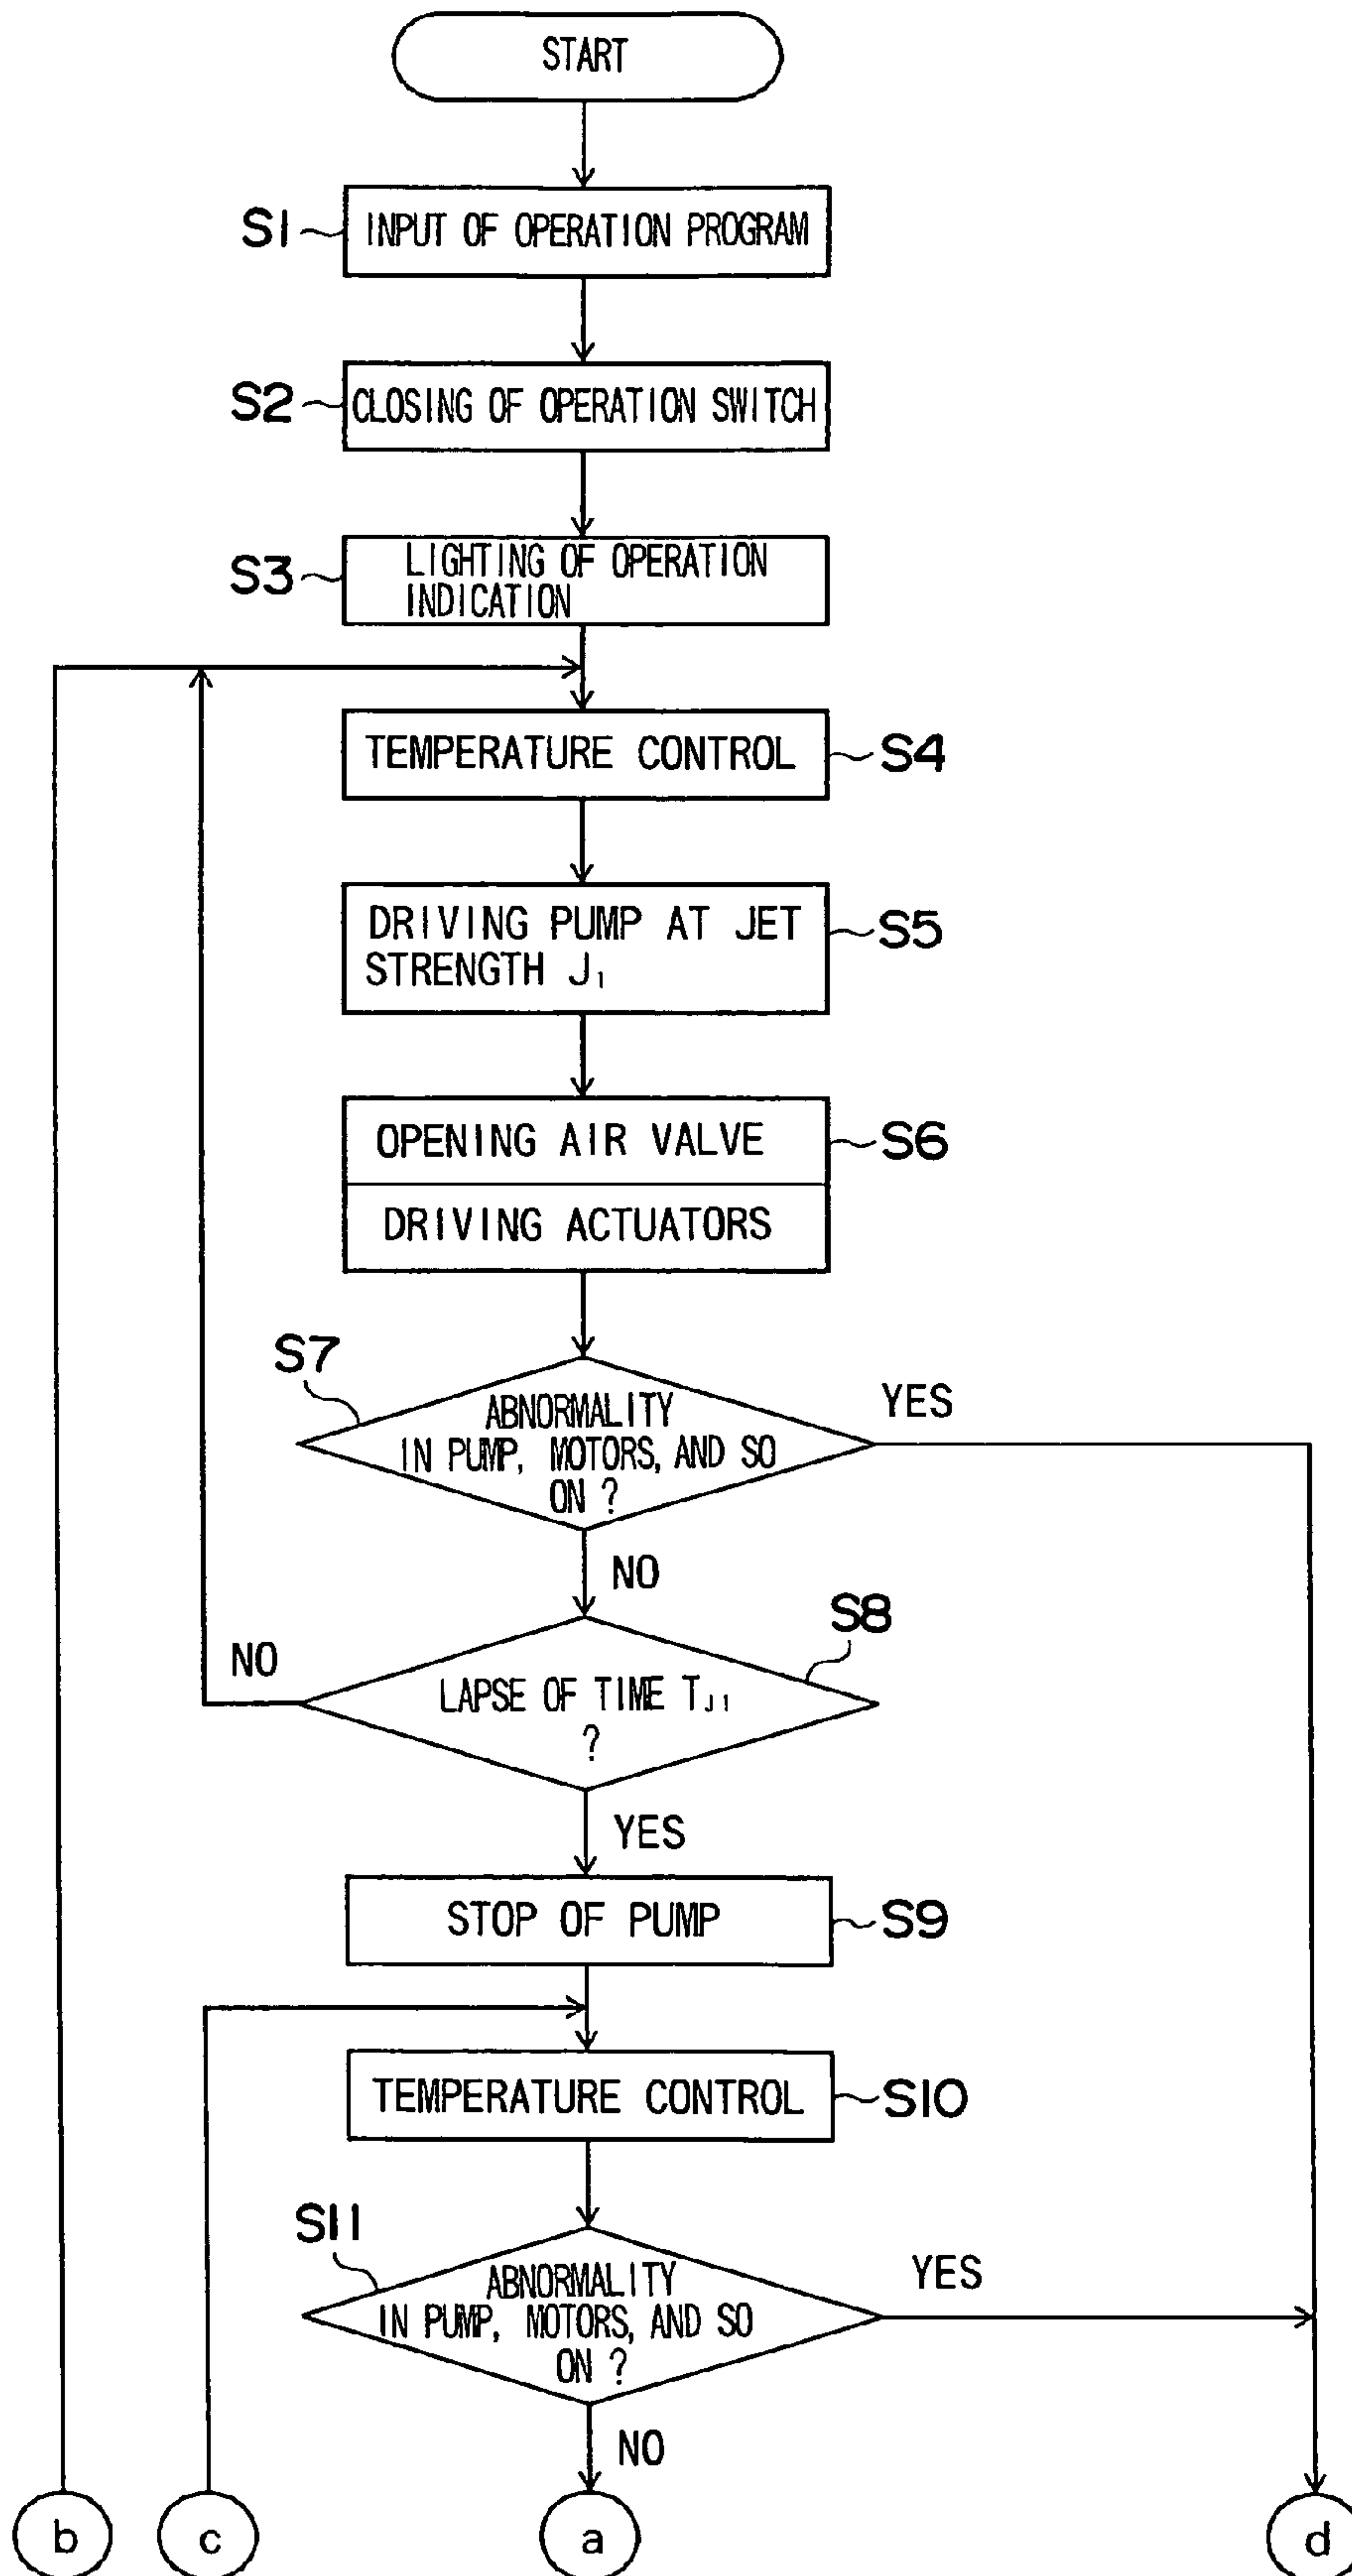 START
S1
INPUT OF OPERATION PROGRAM
S2
CLOSING OF OPERATION SWITCH
S3
LIGHTING OF OPERATION
INDICATION
TEMPERATURE CONTROL
S4
DRIVING PUMP AT JET
STRENGTH J₁
S5
OPENING AIR VALVE
S6
DRIVING ACTUATORS
S7
ABNORMALITY
IN PUMP, MOTORS, AND SO
ON ?
YES
NO
S8
NO
LAPSE OF TIME TJ1
?
YES
STOP OF PUMP
S9
TEMPERATURE CONTROL
S10
S11
ABNORMALITY
IN PUMP, MOTORS, AND SO
ON ?
YES
NO
b
c
a
d